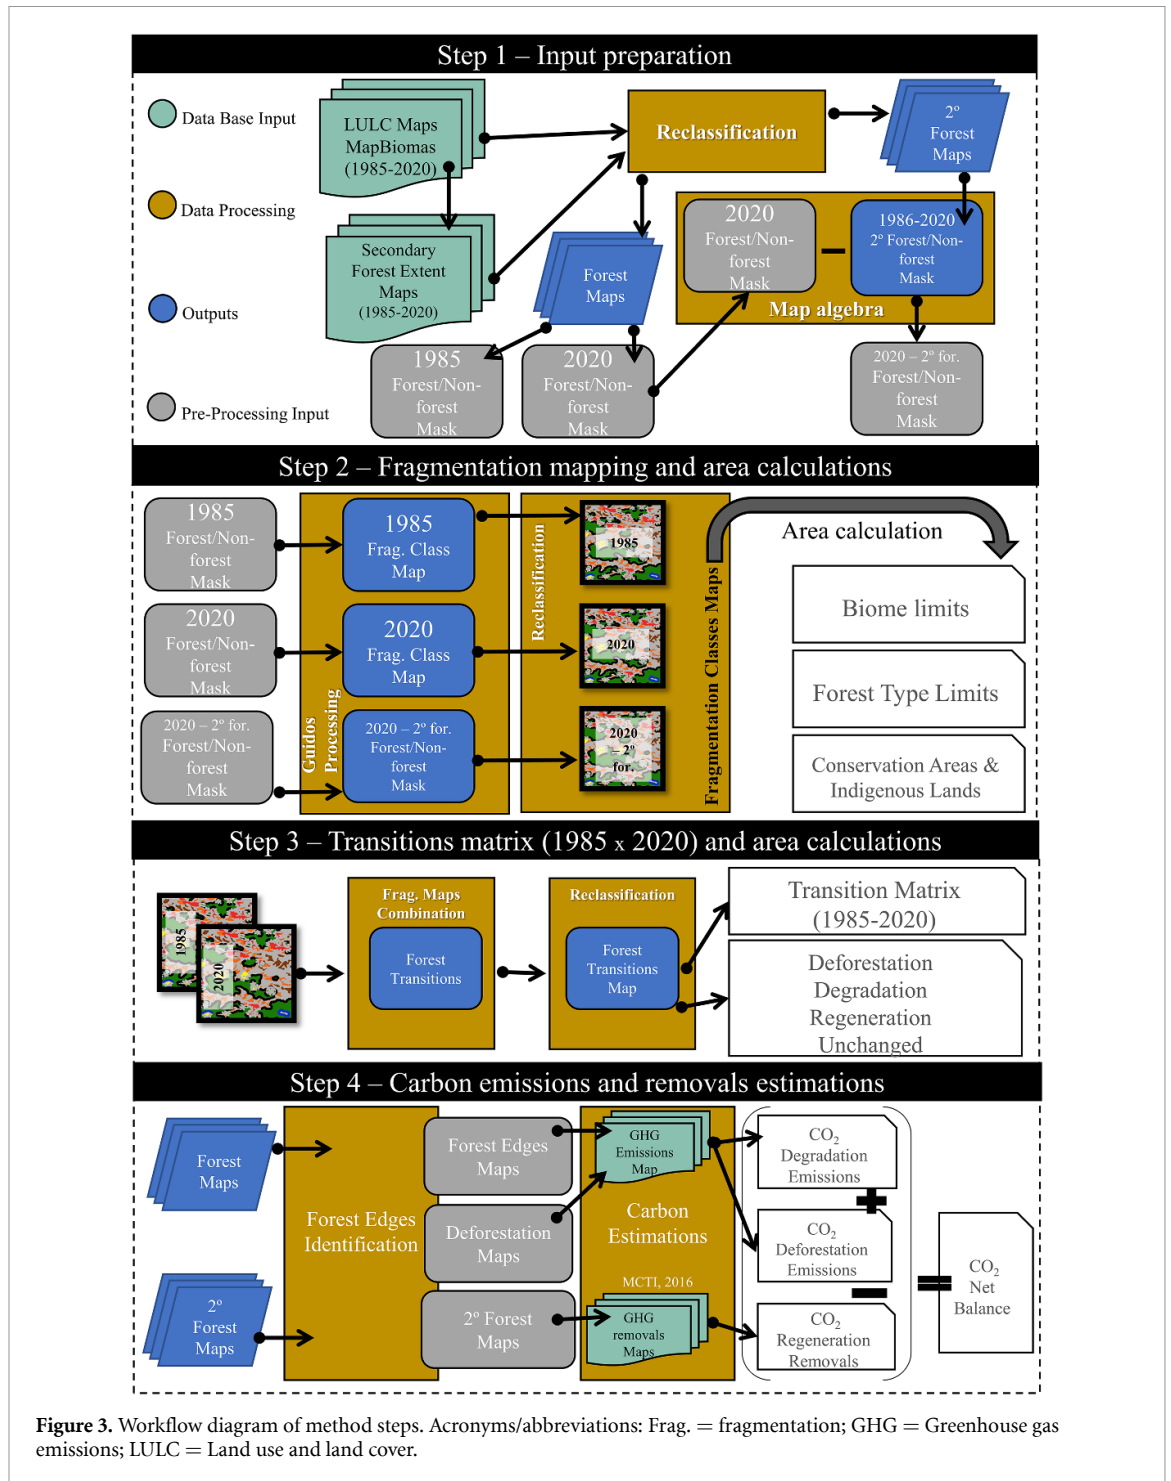 Step 1 – Input preparation
Data Base Input
Data Processing
Outputs
Pre-Processing Input
LULC Maps
MapBiomas
(1985-2020)
Secondary
Forest Extent
Maps
(1985-2020)
Reclassification
2º
Forest
Maps
Forest
Maps
2020
Forest/Non-
forest
Mask
1986-2020
2º Forest/Non-
forest
Mask
Map algebra
1985
Forest/Non-
forest
Mask
2020
Forest/Non-
forest
Mask
2020 – 2º for.
Forest/Non-
forest
Mask
Step 2 – Fragmentation mapping and area calculations
1985
Forest/Non-
forest
Mask
2020
Forest/Non-
forest
Mask
2020 – 2º for.
Forest/Non-
forest
Mask
Guidos
Processing
1985
Frag. Class
Map
2020
Frag. Class
Map
2020 – 2º for.
Forest/Non-
forest
Mask
Reclassification
1985
2020
2020
– 2º
for.
Fragmentation Classes Maps
Area calculation
Biome limits
Forest Type Limits
Conservation Areas &
Indigenous Lands
Step 3 – Transitions matrix (1985 x 2020) and area calculations
1985
2020
Frag. Maps
Combination
Forest
Transitions
Reclassification
Forest
Transitions
Map
Transition Matrix
(1985-2020)
Deforestation
Degradation
Regeneration
Unchanged
Step 4 – Carbon emissions and removals estimations
Forest
Maps
2º
Forest
Maps
Forest Edges
Identification
Forest Edges
Maps
Deforestation
Maps
2º Forest
Maps
GHG
Emissions
Map
Carbon
Estimations
MCTI, 2016
GHG
removals
Maps
CO2
Degradation
Emissions
+
CO2
Deforestation
Emissions
–
CO2
Regeneration
Removals
=
CO2
Net
Balance
Figure 3. Workflow diagram of method steps. Acronyms/abbreviations: Frag. = fragmentation; GHG = Greenhouse gas
emissions; LULC = Land use and land cover.